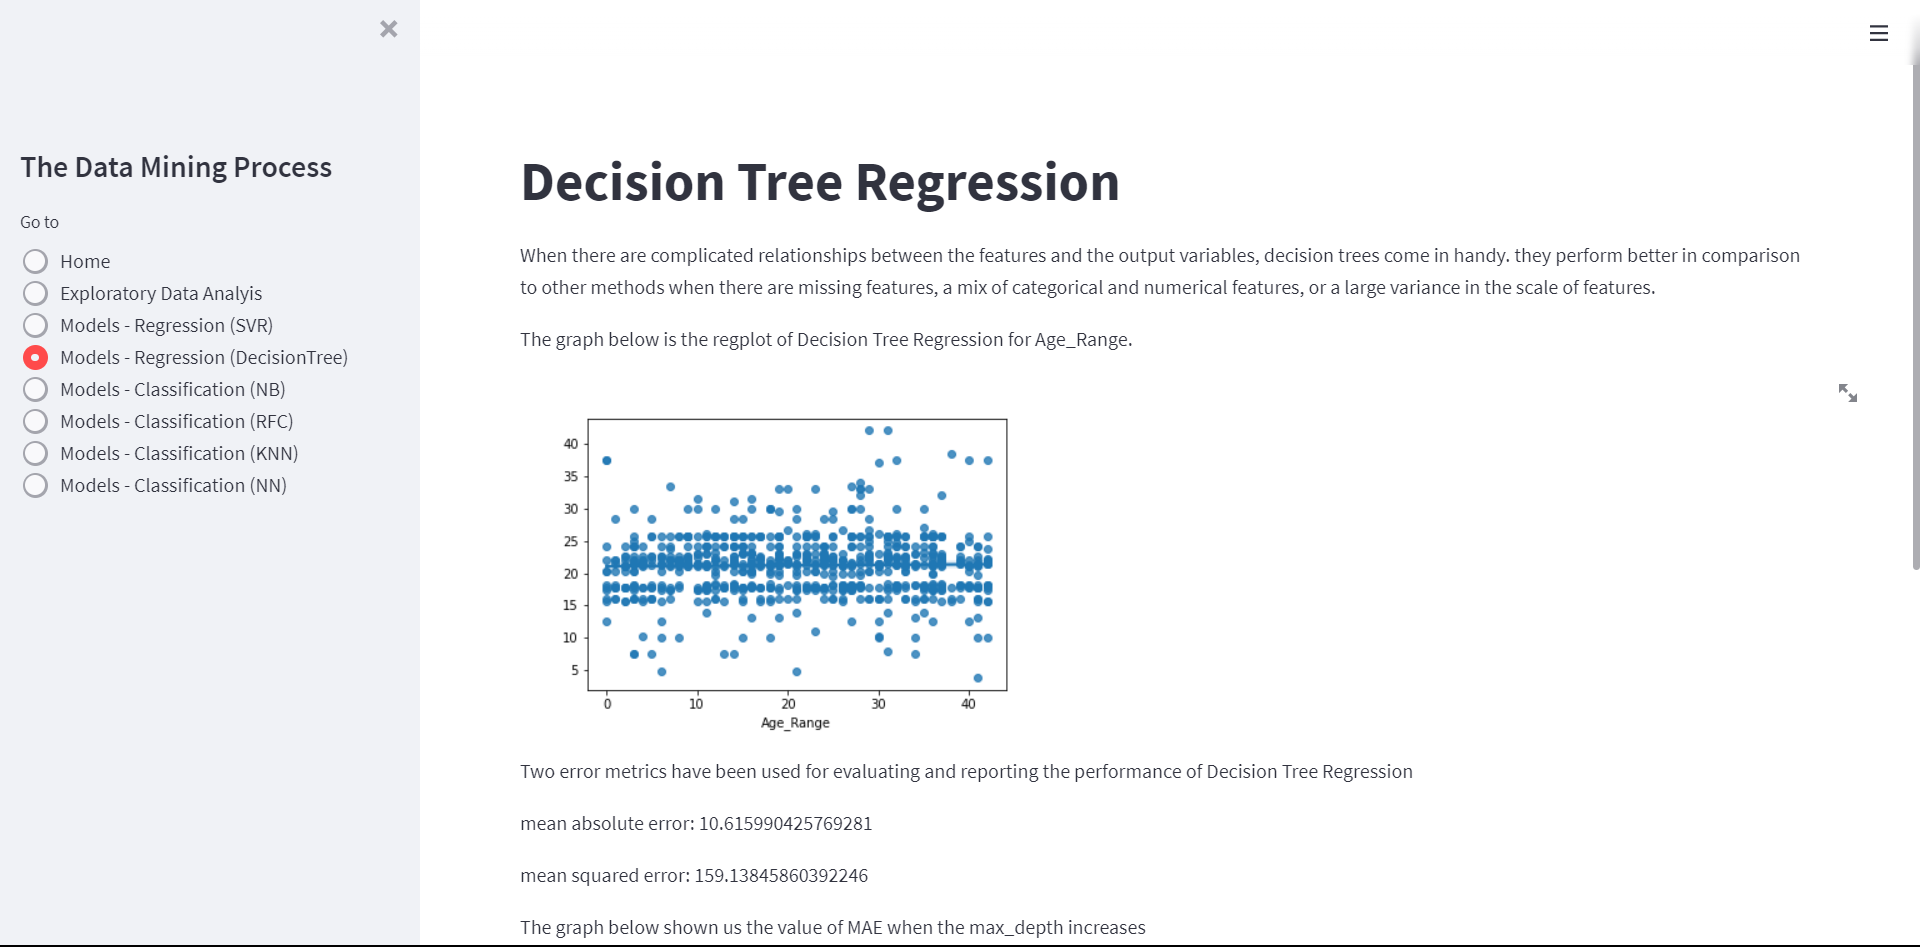 The Data Mining Process
Go to
Home
Exploratory Data Analyis
Models - Regression (SVR)
Models - Regression (DecisionTree)
Models - Classification (NB)
Models - Classification (RFC)
Models - Classification (KNN)
Models - Classification (NN)
Decision Tree Regression
When there are complicated relationships between the features and the output variables, decision trees come in handy. they perform better in comparison
to other methods when there are missing features, a mix of categorical and numerical features, or a large variance in the scale of features.
The graph below is the regplot of Decision Tree Regression for Age_Range.
40
35
30
25
20
15
10
5
0 10 20 30 40
Age_Range
Two error metrics have been used for evaluating and reporting the performance of Decision Tree Regression
mean absolute error: 10.615990425769281
mean squared error: 159.13845860392246
The graph below shown us the value of MAE when the max_depth increases